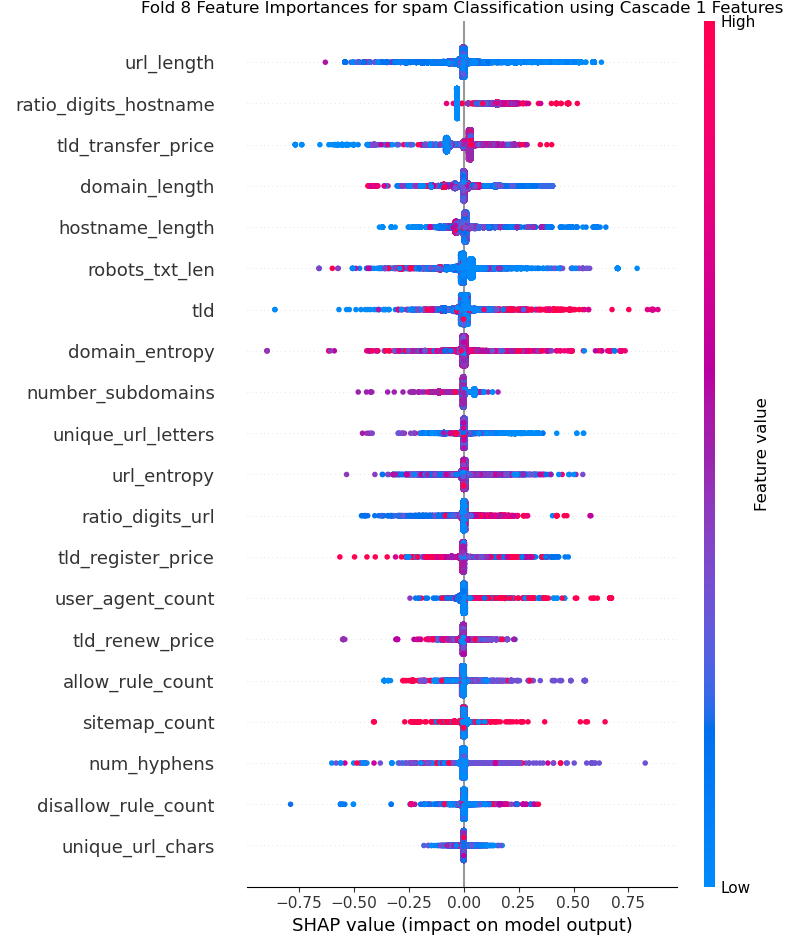 Fold 8 Feature Importances for spam Classification using Cascade 1 Features
High
url_length
ratio_digits_hostname
tld_transfer_price
domain_length
hostname_length
robots_txt_len
tld
domain_entropy
number_subdomains
unique_url_letters
url_entropy
ratio_digits_url
tld_register_price
user_agent_count
tld_renew_price
allow_rule_count
sitemap_count
num_hyphens
disallow_rule_count
unique_url_chars
Feature value
Low
−0.75 −0.50 −0.25 0.00 0.25 0.50 0.75
SHAP value (impact on model output)